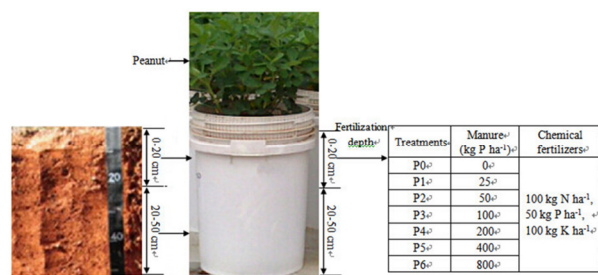 Peanut
0-20 cm
20-50 cm
20
40
0-20 cm
20-50 cm
Fertilization
depth
Treatments Manure (kg P ha-1) Chemical fertilizers
P0 0
P1 25
P2 50
P3 100
P4 200
P5 400
P6 800
100 kg N ha-1,
50 kg P ha-1,
100 kg K ha-1